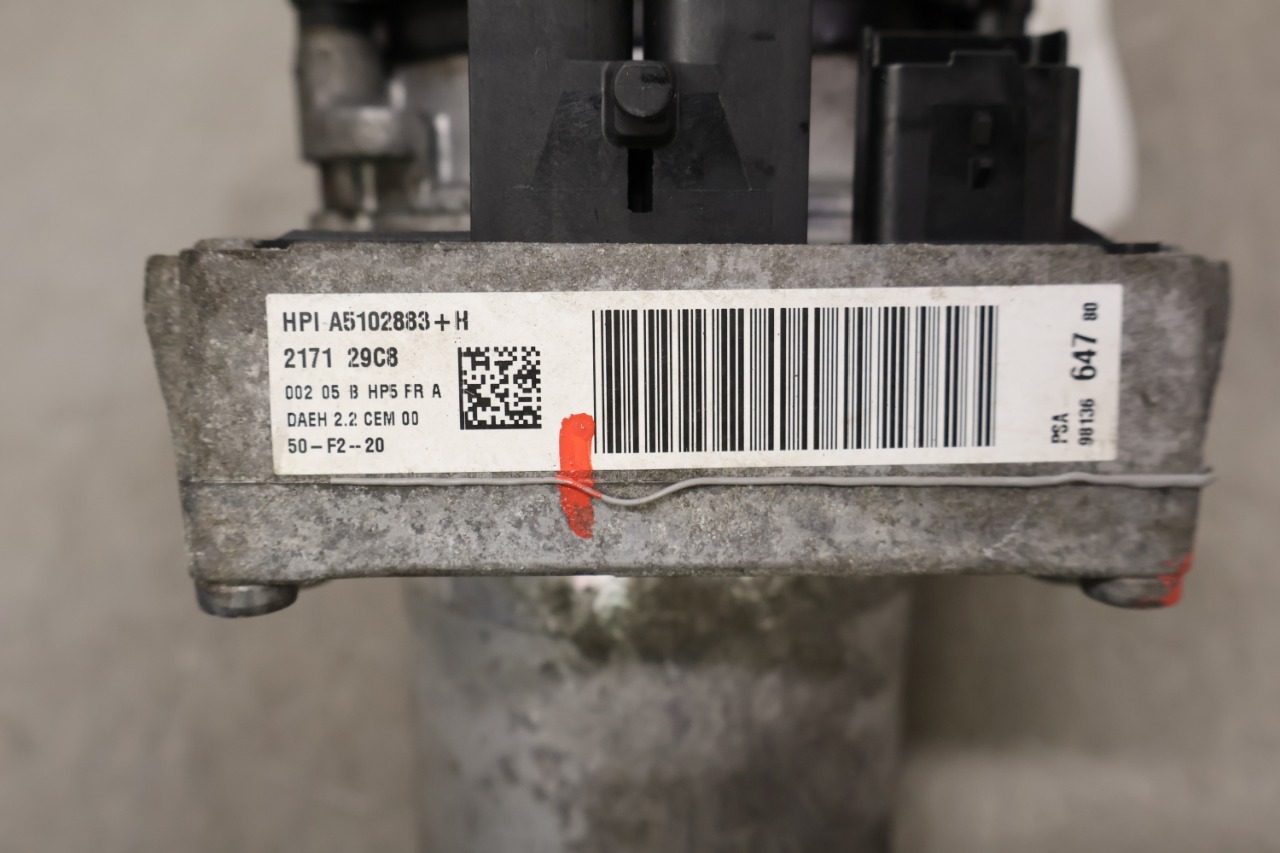 HPI A5102883+H
2171 29C8
002 05 B HP5 FR A
DAEH 2.2 CEM 00
50-F2--20
PSA
98136 647 80